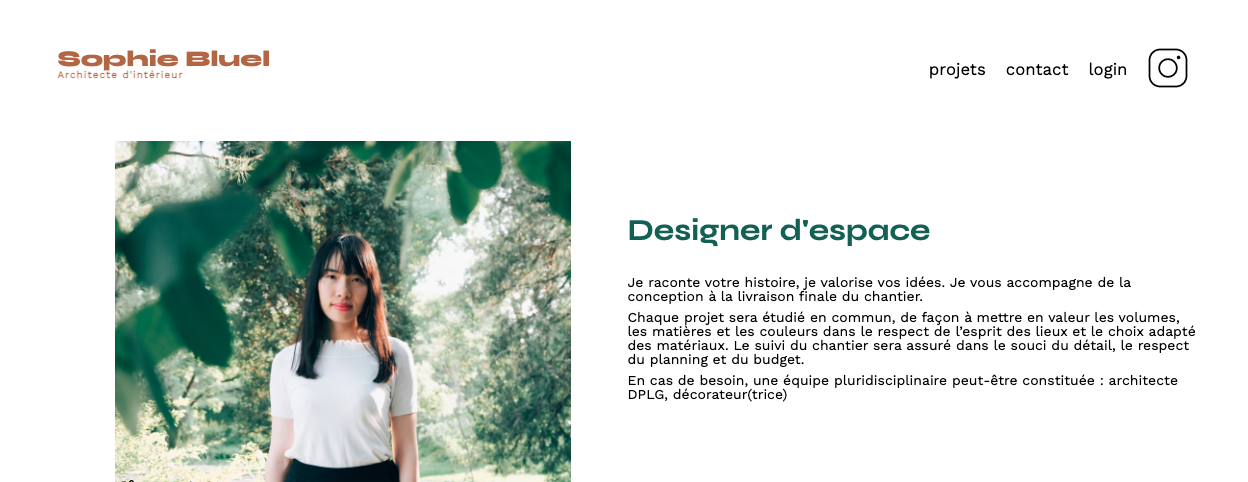 Sophie Bluel
Architecte d'intérieur
projets contact login
Designer d'espace
Je raconte votre histoire, je valorise vos idées. Je vous accompagne de la
conception à la livraison finale du chantier.
Chaque projet sera étudié en commun, de façon à mettre en valeur les volumes,
les matières et les couleurs dans le respect de l’esprit des lieux et le choix adapté
des matériaux. Le suivi du chantier sera assuré dans le souci du détail, le respect
du planning et du budget.
En cas de besoin, une équipe pluridisciplinaire peut-être constituée : architecte
DPLG, décorateur(trice)